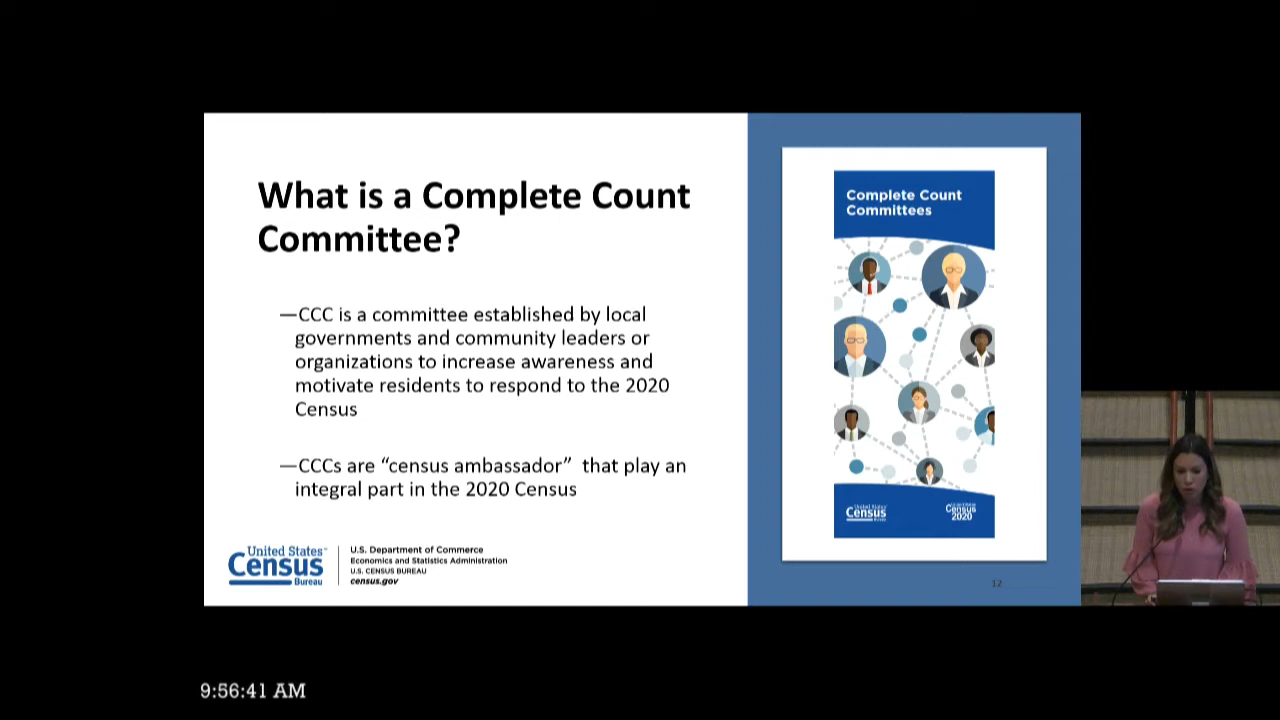 What is a Complete Count
Committee?
—CCC is a committee established by local
governments and community leaders or
organizations to increase awareness and
motivate residents to respond to the 2020
Census
—CCCs are “census ambassador”  that play an
integral part in the 2020 Census
United States™
Census
Bureau
U.S. Department of Commerce
Economics and Statistics Administration
U.S. CENSUS BUREAU
census.gov
Complete Count
Committees
United States
Census
Bureau
Census
2020
12
9:56:41 AM